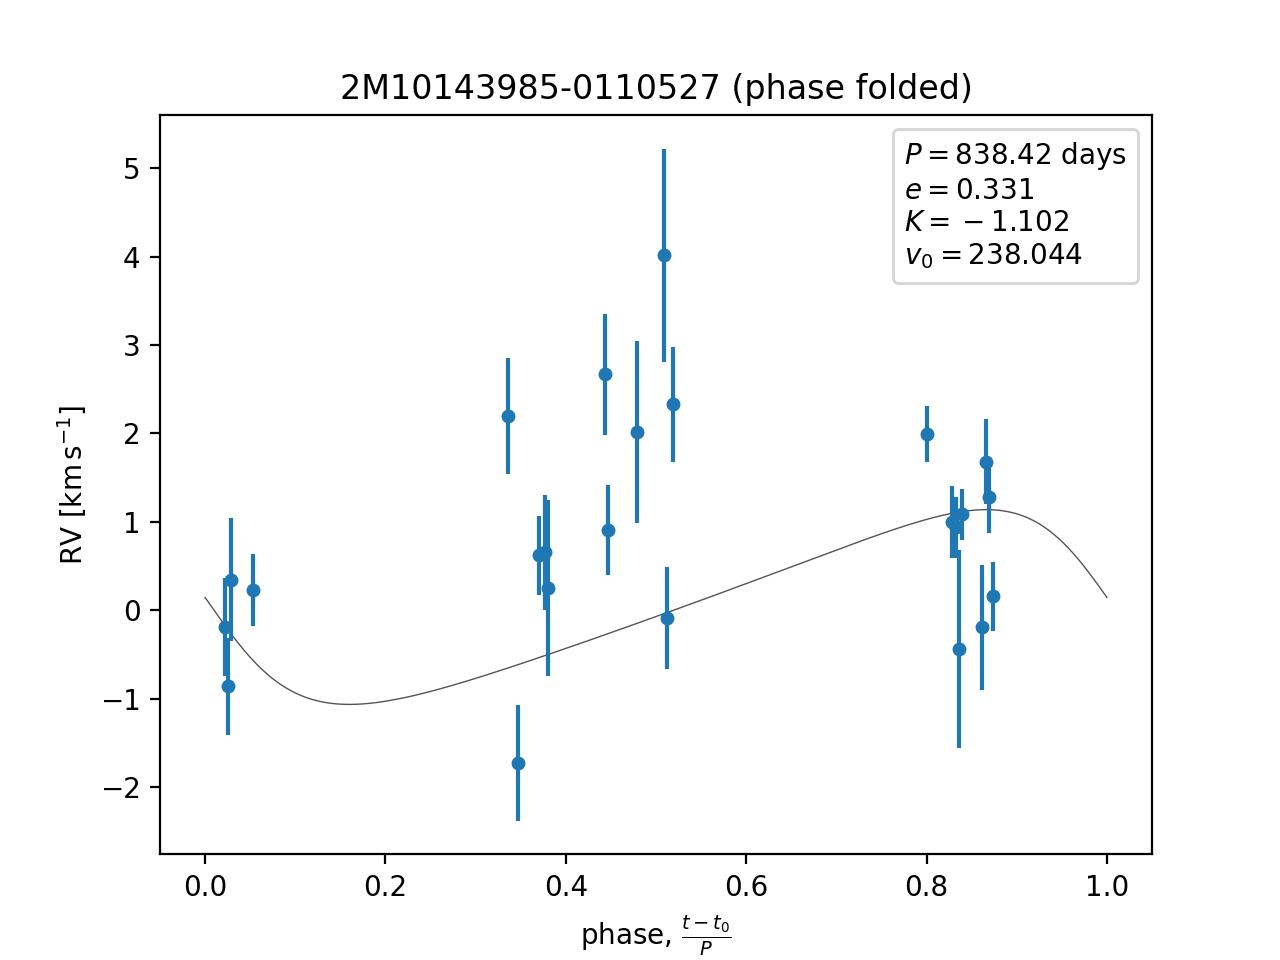 2M10143985-0110527 (phase folded)
P = 838.42 days
e = 0.331
K = −1.102
v₀ = 238.044
5
4
3
2
1
0
−1
−2
RV [km s⁻¹]
0.0 0.2 0.4 0.6 0.8 1.0
phase, (t − t₀)/P